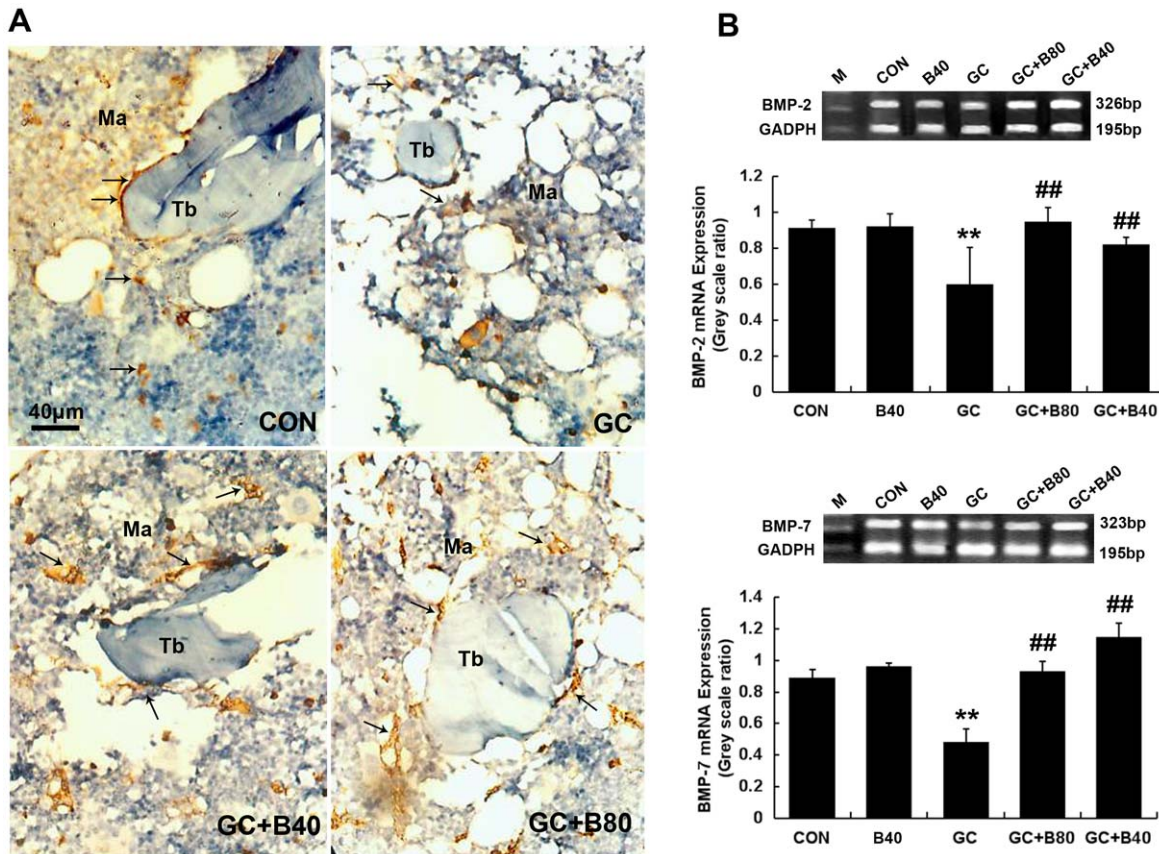 A
Ma
Tb
40µm
CON
Tb
Ma
GC
Ma
Tb
GC+B40
Ma
Tb
GC+B80
B
M CON B40 GC GC+B80 GC+B40
BMP-2 326bp
GADPH 195bp
BMP-2 mRNA Expression
(Grey scale ratio)
1.2
1
0.8
0.6
0.4
0.2
0
** ## ##
CON B40 GC GC+B80 GC+B40
M CON B40 GC GC+B80 GC+B40
BMP-7 323bp
GADPH 195bp
BMP-7 mRNA Expression
(Grey scale ratio)
1.4
1.2
1
0.8
0.6
0.4
0.2
0
** ## ##
CON B40 GC GC+B80 GC+B40